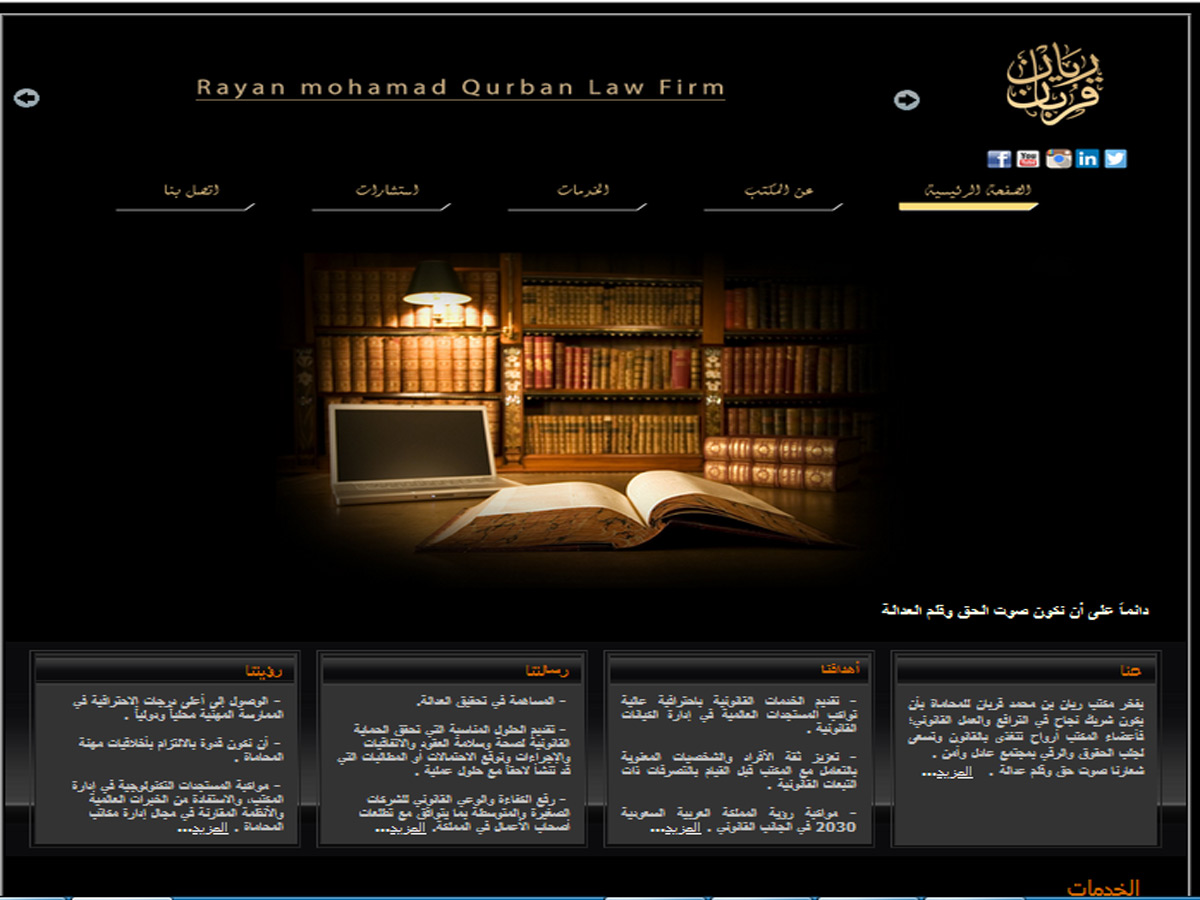 Rayan mohamad Qurban Law Firm
ريان
قربان
الصفحة الرئيسية
عن المكتب
الخدمات
استشارات
اتصل بنا
دائماً على أن نكون صوت الحق وقلم العدالة
عنا
يفخر مكتب ريان بن محمد قربان للمحاماة بأن
يكون شريك نجاح في الترافع والعمل القانوني؛
فأعضاء المكتب أرواح تتغذى بالقانون وتسعى
لجلب الحقوق والرقي بمجتمع عادل وآمن .
شعارنا صوت حق وقلم عدالة . المزيد...
أهدافنا
- تقديم الخدمات القانونية باحترافية عالية
تواكب المستجدات العالمية في إدارة الكيانات
القانونية .
- تعزيز ثقة الأفراد والشخصيات المعنوية
بالتعامل مع المكتب قبل القيام بالتصرفات ذات
التبعات القانونية .
- مواكبة رؤية المملكة العربية السعودية
2030 في الجانب القانوني . المزيد...
رسالتنا
- المساهمة في تحقيق العدالة.
- تقديم الحلول المناسبة التي تحقق الحماية
القانونية لصحة وسلامة العقود والاتفاقيات
والإجراءات وتوقع الاحتمالات أو المطالبات التي
قد تنشأ لاحقاً مع حلول عملية .
- رفع الكفاءة والوعي القانوني للشركات
الصغيرة والمتوسطة بما يتوافق مع تطلعات
أصحاب الأعمال في المملكة. المزيد...
رؤيتنا
- الوصول إلى أعلى درجات الاحترافية في
الممارسة المهنية محلياً ودولياً .
- أن نكون قدوة بالالتزام بأخلاقيات مهنة
المحاماة .
- مواكبة المستجدات التكنولوجية في إدارة
المكتب، والاستفادة من الخبرات العالمية
والأنظمة المقارنة في مجال إدارة مكاتب
المحاماة . المزيد...
الخدمات